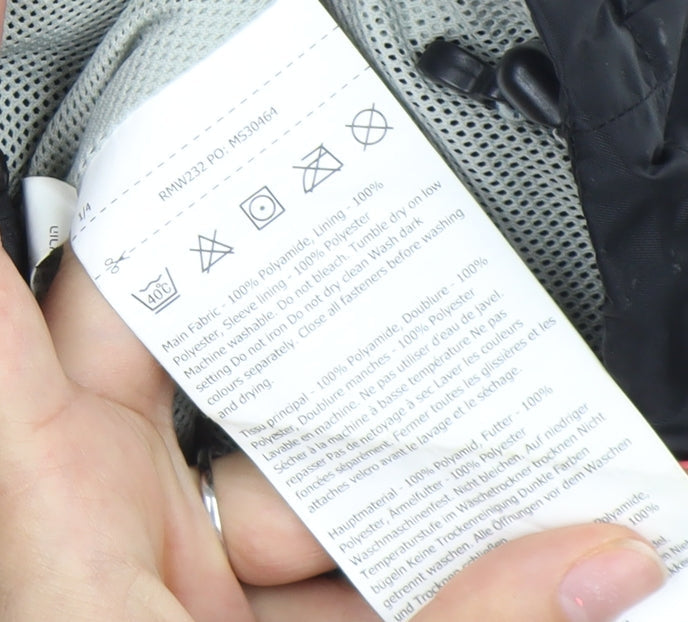 RMW232 PO: MS30464
1/4
40°C
Main Fabric - 100% Polyamide, Lining - 100%
Polyester, Sleeve lining - 100% Polyester
Machine washable. Do not bleach. Tumble dry on low
setting Do not iron Do not dry clean Wash dark
colours separately. Close all fasteners before washing
and drying.
Tissu principal - 100% Polyamide, Doublure - 100%
Polyester, Doublure manches - 100% Polyester
Lavable en machine. Ne pas utiliser d'eau de javel.
Sécher à la machine à basse température Ne pas
repasser Pas de nettoyage à sec Laver les couleurs
foncées séparément. Fermer toutes les glissières et les
attaches velcro avant le lavage et le séchage.
Hauptmaterial - 100% Polyamid, Futter - 100%
Polyester, Ärmelfutter - 100% Polyester
Waschmaschinenfest. Nicht bleichen. Auf niedriger
Temperaturstufe im Wäschetrockner trocknen Nicht
bügeln Keine Trockenreinigung Dunkle Farben
getrennt waschen. Alle Öffnungen vor dem Waschen
und Trocknen schließen.
Polyamide,
100%